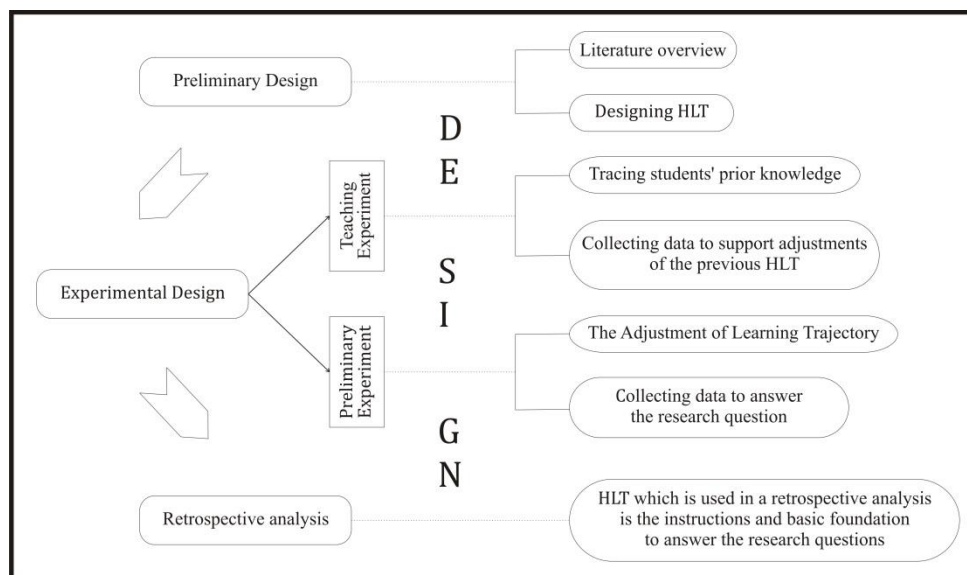 Preliminary Design
Literature overview
Designing HLT
D
E
S
I
G
N
Experimental Design
Teaching
Experiment
Tracing students' prior knowledge
Collecting data to support adjustments
of the previous HLT
Preliminary
Experiment
The Adjustment of Learning Trajectory
Collecting data to answer
the research question
Retrospective analysis
HLT which is used in a retrospective analysis
is the instructions and basic foundation
to answer the research questions